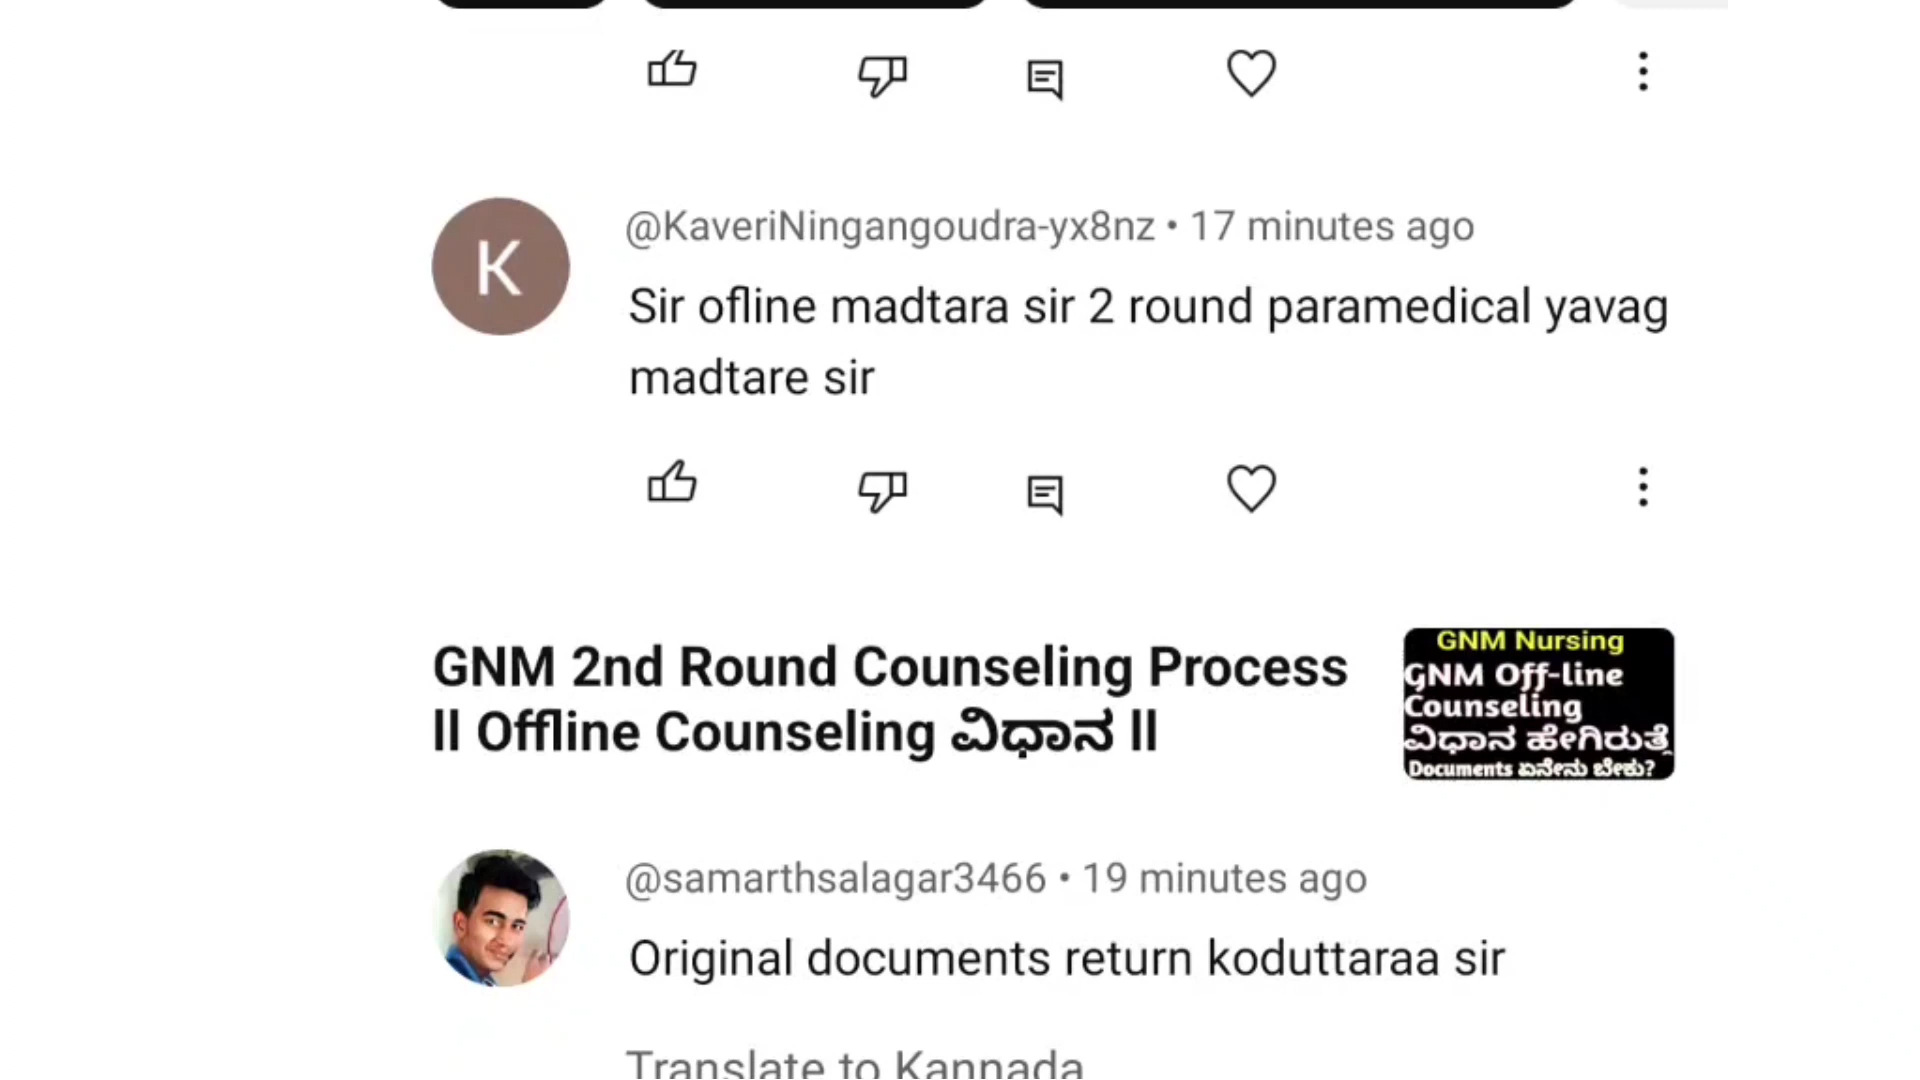 @KaveriNingangoudra-yx8nz • 17 minutes ago
K
Sir ofline madtara sir 2 round paramedical yavag
madtare sir
GNM 2nd Round Counseling Process
ll Offline Counseling ವಿಧಾನ ll
GNM Nursing
GNM Off-line
Counseling
ವಿಧಾನ ಹೇಗಿರುತ್ತೆ
Documents ಏನೇನು ಬೇಕು?
@samarthsalagar3466 • 19 minutes ago
Original documents return koduttaraa sir
Translate to Kannada